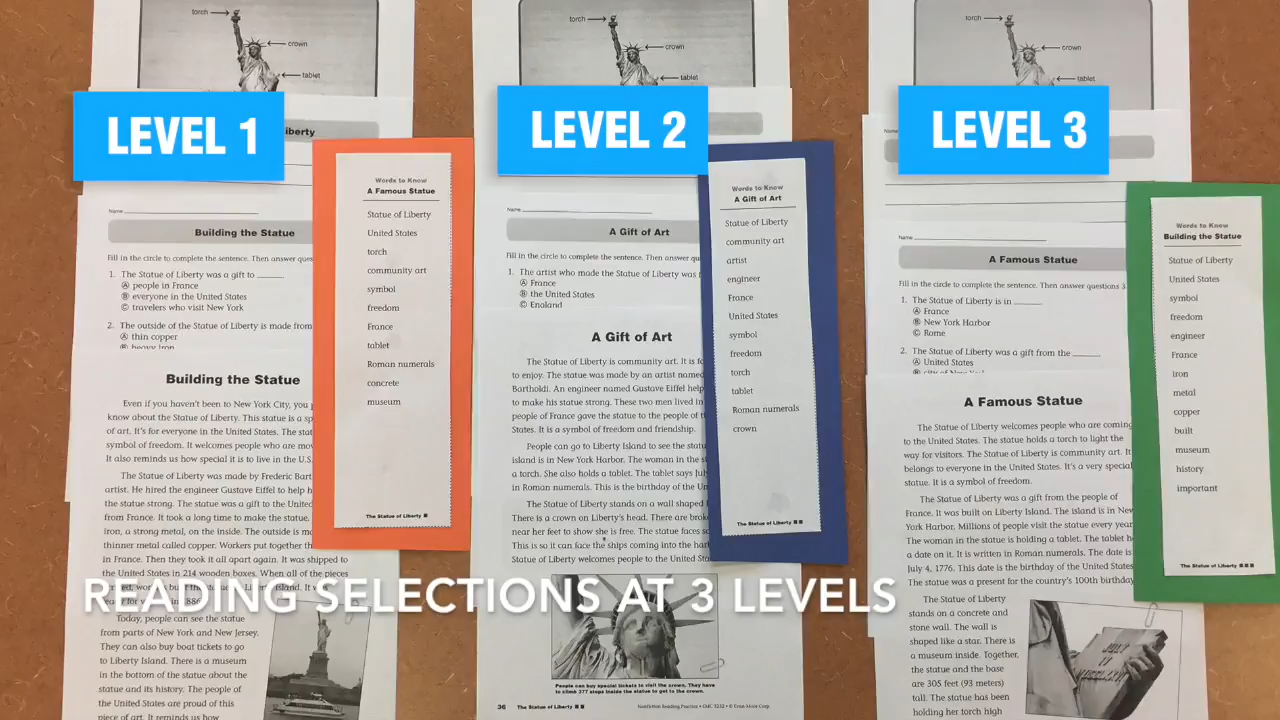 torch
crown
tablet
LEVEL 1
iberty
Name
Building the Statue
Fill in the circle to complete the sentence. Then answer ques
1. The Statue of Liberty was a gift to
Ⓐ people in France
Ⓑ everyone in the United States
Ⓒ travelers who visit New York
2. The outside of the Statue of Liberty is made from
Ⓐ thin copper
Ⓑ heavy iron
Building the Statue
Even if you haven't been to New York City, you
know about the Statue of Liberty. This statue is a sp
of art. It's for everyone in the United States. The stat
symbol of freedom. It welcomes people who are mov
It also reminds us how special it is to live in the U.S.
The Statue of Liberty was made by Frederic Bart
artist. He hired the engineer Gustave Eiffel to help h
the statue strong. The statue was a gift to the United
from France. It took a long time to make the statue.
iron, a strong metal, on the inside. The outside is ma
thinner metal called copper. Workers put together th
in France. Then they took it all apart again. It was shipped to
the United States in 214 wooden boxes. When all of the pieces
Today, people can see the statue
from parts of New York and New Jersey.
They can also buy boat tickets to go
to Liberty Island. There is a museum
in the bottom of the statue about the
statue and its history. The people of
the United States are proud of this
piece of art. It reminds us how
Words to Know
A Famous Statue
Statue of Liberty
United States
torch
community art
symbol
freedom
France
tablet
Roman numerals
concrete
museum
The Statue of Liberty ■
torch
crown
tablet
LEVEL 2
Name
A Gift of Art
Fill in the circle to complete the sentence. Then answer qu
1. The artist who made the Statue of Liberty was f
Ⓐ France
Ⓑ the United States
Ⓒ England
A Gift of Art
The Statue of Liberty is community art. It is fo
to enjoy. The statue was made by an artist named
Bartholdi. An engineer named Gustave Eiffel help
to make his statue strong. These two men lived in
people of France gave the statue to the people of t
States. It is a symbol of freedom and friendship.
People can go to Liberty Island to see the statu
island is in New York Harbor. The woman in the s
a torch. She also holds a tablet. The tablet says Jul
in Roman numerals. This is the birthday of the Un
The Statue of Liberty stands on a wall shaped l
There is a crown on Liberty's head. There are brok
near her feet to show she is free. The statue faces so
This is so it can face the ships coming into the harb
Statue of Liberty welcomes people to the United Sta
People can buy special tickets to visit the crown. They have
to climb 377 steps inside the statue to get to the crown.
36 The Statue of Liberty ■■ Nonfiction Reading Practice • EMC 3232 • © Evan-Moor Corp.
Words to Know
A Gift of Art
Statue of Liberty
community art
artist
engineer
France
United States
symbol
freedom
torch
tablet
Roman numerals
crown
The Statue of Liberty ■■
torch
crown
tablet
LEVEL 3
Name
Name
A Famous Statue
Fill in the circle to complete the sentence. Then answer questions 3
1. The Statue of Liberty is in
Ⓐ France
Ⓑ New York Harbor
Ⓒ Rome
2. The Statue of Liberty was a gift from the
Ⓐ United States
A Famous Statue
The Statue of Liberty welcomes people who are coming
to the United States. The statue holds a torch to light the
way for visitors. The Statue of Liberty is community art. It
belongs to everyone in the United States. It's a very special
statue. It is a symbol of freedom.
The Statue of Liberty was a gift from the people of
France. It was built on Liberty Island. The island is in New
York Harbor. Millions of people visit the statue every year
The woman in the statue is holding a tablet. The tablet h
a date on it. It is written in Roman numerals. The date is
July 4, 1776. This date is the birthday of the United States
The statue was a present for the country's 100th birthday
The Statue of Liberty
stands on a concrete and
stone wall. The wall is
shaped like a star. There is
a museum inside. Together,
the statue and the base
are 305 feet (93 meters)
tall. The statue has been
holding her torch high
Words to Know
Building the Statue
Statue of Liberty
United States
symbol
freedom
engineer
France
iron
metal
copper
built
museum
history
important
The Statue of Liberty ■■■
READING SELECTIONS AT 3 LEVELS